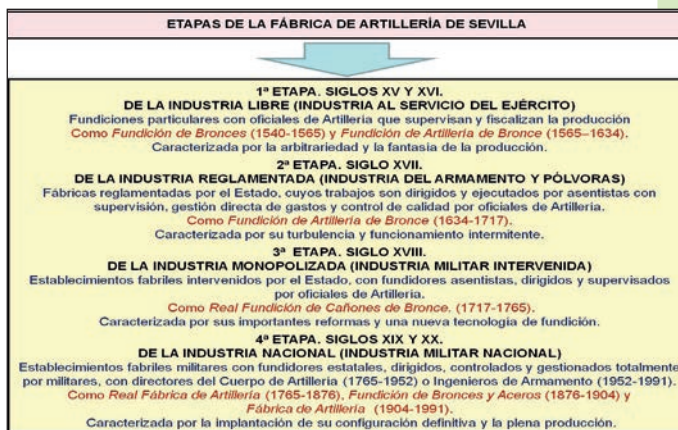 ETAPAS DE LA FÁBRICA DE ARTILLERÍA DE SEVILLA
1ª ETAPA. SIGLOS XV Y XVI.
DE LA INDUSTRIA LIBRE (INDUSTRIA AL SERVICIO DEL EJÉRCITO)
Fundiciones particulares con oficiales de Artillería que supervisan y fiscalizan la producción
Como Fundición de Bronces (1540-1565) y Fundición de Artillería de Bronce (1565–1634).
Caracterizada por la arbitrariedad y la fantasía de la producción.
2ª ETAPA. SIGLO XVII.
DE LA INDUSTRIA REGLAMENTADA (INDUSTRIA DEL ARMAMENTO Y PÓLVORAS)
Fábricas reglamentadas por el Estado, cuyos trabajos son dirigidos y ejecutados por asentistas con
supervisión, gestión directa de gastos y control de calidad por oficiales de Artillería.
Como Fundición de Artillería de Bronce (1634-1717).
Caracterizada por su turbulencia y funcionamiento intermitente.
3ª ETAPA. SIGLO XVIII.
DE LA INDUSTRIA MONOPOLIZADA (INDUSTRIA MILITAR INTERVENIDA)
Establecimientos fabriles intervenidos por el Estado, con fundidores asentistas, dirigidos y supervisados
por oficiales de Artillería.
Como Real Fundición de Cañones de Bronce, (1717-1765).
Caracterizada por sus importantes reformas y una nueva tecnología de fundición.
4ª ETAPA. SIGLOS XIX Y XX.
DE LA INDUSTRIA NACIONAL (INDUSTRIA MILITAR NACIONAL)
Establecimientos fabriles militares con fundidores estatales, dirigidos, controlados y gestionados totalmente
por militares, con directores del Cuerpo de Artillería (1765-1952) o Ingenieros de Armamento (1952-1991).
Como Real Fábrica de Artillería (1765-1876), Fundición de Bronces y Aceros (1876-1904) y
Fábrica de Artillería (1904-1991).
Caracterizada por la implantación de su configuración definitiva y la plena producción.